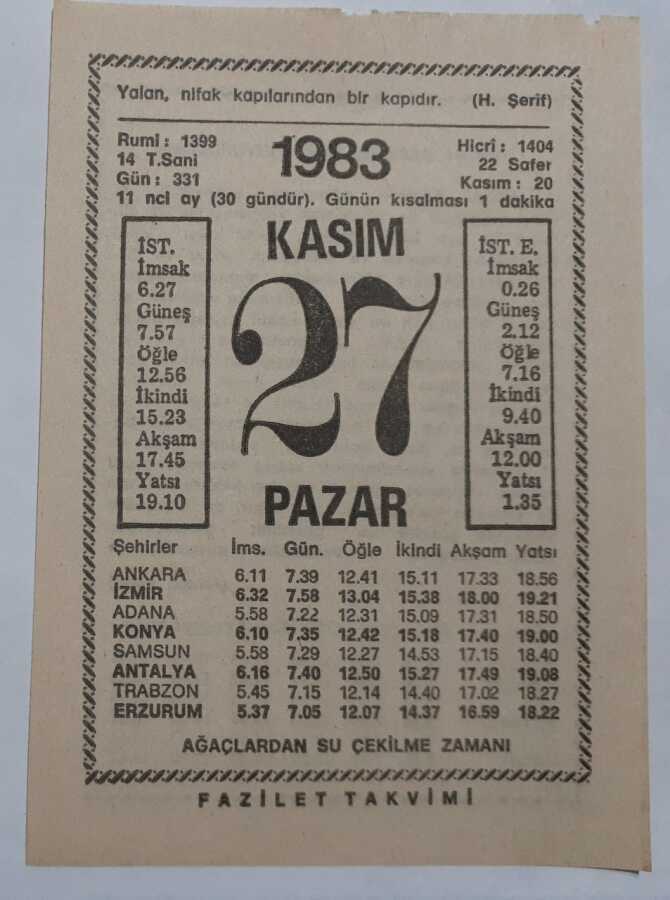 Yalan, nifak kapılarından bir kapıdır. (H. Şerif)
Rumî : 1399
14 T.Sani
Gün : 331
1983
Hicrî : 1404
22 Safer
Kasım : 20
11 nci ay (30 gündür). Günün kısalması 1 dakika
İST.
İmsak
6.27
Güneş
7.57
Öğle
12.56
İkindi
15.23
Akşam
17.45
Yatsı
19.10
KASIM
27
PAZAR
İST. E.
İmsak
0.26
Güneş
2.12
Öğle
7.16
İkindi
9.40
Akşam
12.00
Yatsı
1.35
Şehirler İms. Gün. Öğle İkindi Akşam Yatsı
ANKARA 6.11 7.39 12.41 15.11 17.33 18.56
İZMİR 6.32 7.58 13.04 15.38 18.00 19.21
ADANA 5.58 7.22 12.31 15.09 17.31 18.50
KONYA 6.10 7.35 12.42 15.18 17.40 19.00
SAMSUN 5.58 7.29 12.27 14.53 17.15 18.40
ANTALYA 6.16 7.40 12.50 15.27 17.49 19.08
TRABZON 5.45 7.15 12.14 14.40 17.02 18.27
ERZURUM 5.37 7.05 12.07 14.37 16.59 18.22
AĞAÇLARDAN SU ÇEKİLME ZAMANI
FAZİLET TAKVİMİ